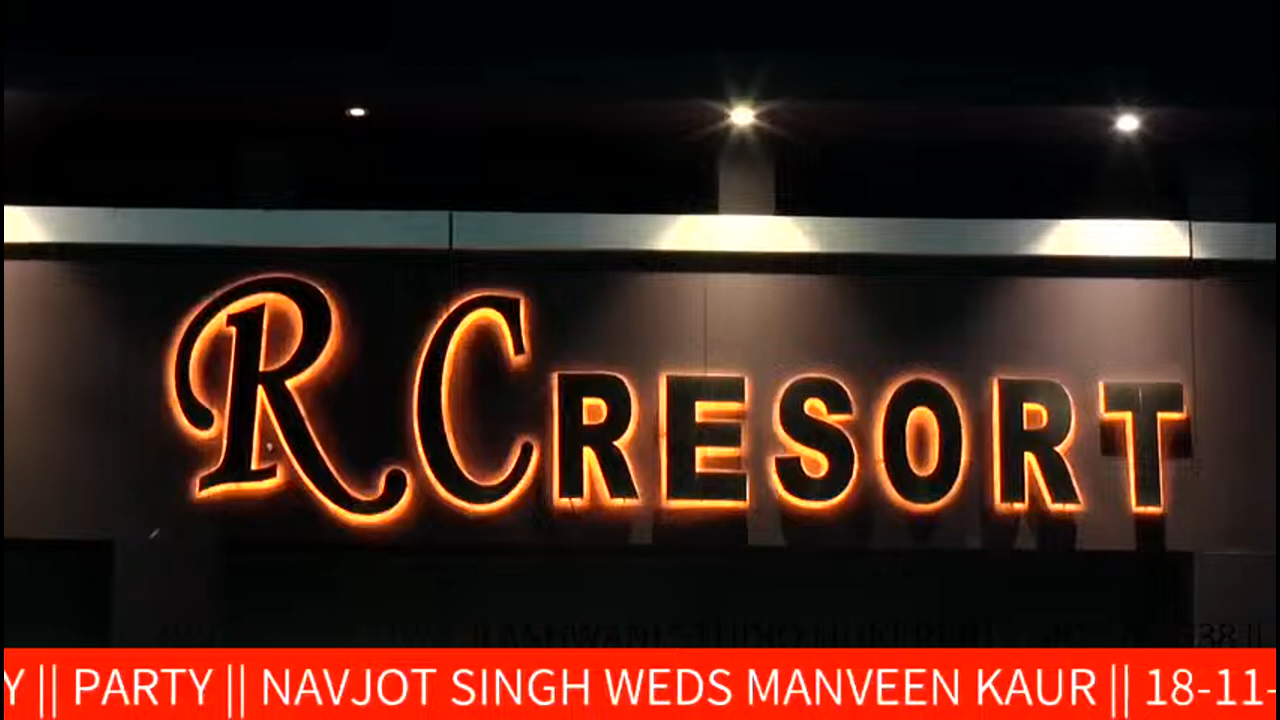 RC RESORT
Y || PARTY || NAVJOT SINGH WEDS MANVEEN KAUR || 18-11-